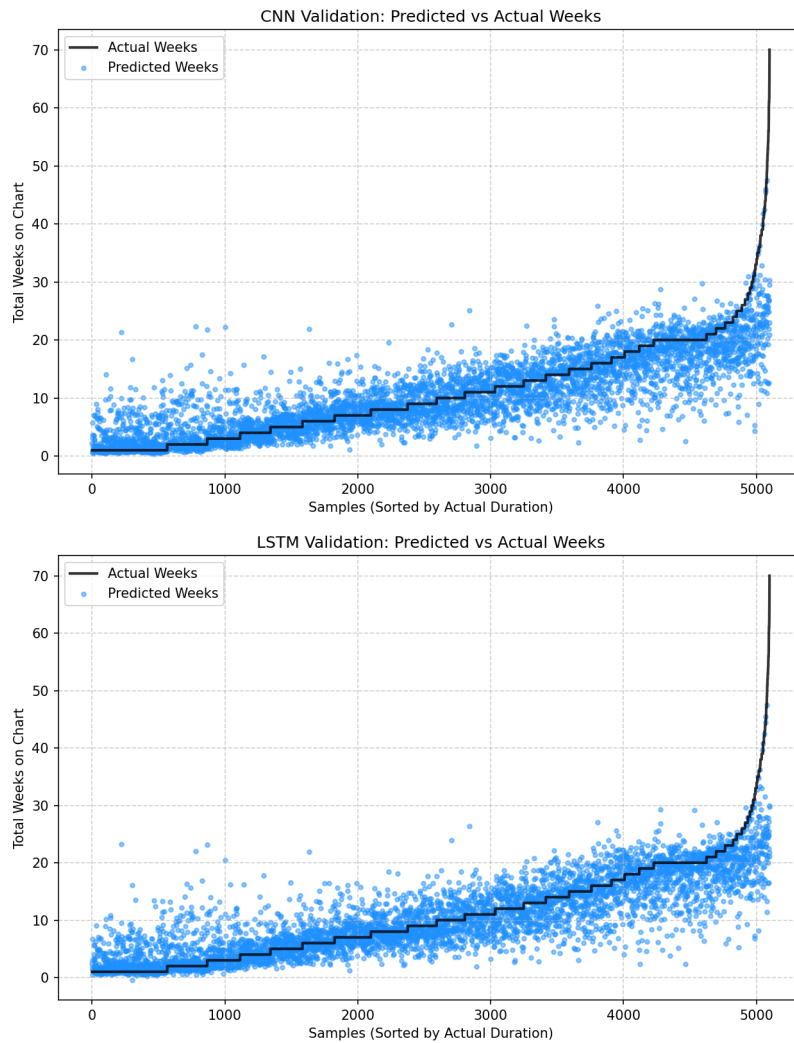 CNN Validation: Predicted vs Actual Weeks
Actual Weeks
Predicted Weeks
Total Weeks on Chart
70
60
50
40
30
20
10
0
0 1000 2000 3000 4000 5000
Samples (Sorted by Actual Duration)
LSTM Validation: Predicted vs Actual Weeks
Actual Weeks
Predicted Weeks
Total Weeks on Chart
70
60
50
40
30
20
10
0
0 1000 2000 3000 4000 5000
Samples (Sorted by Actual Duration)